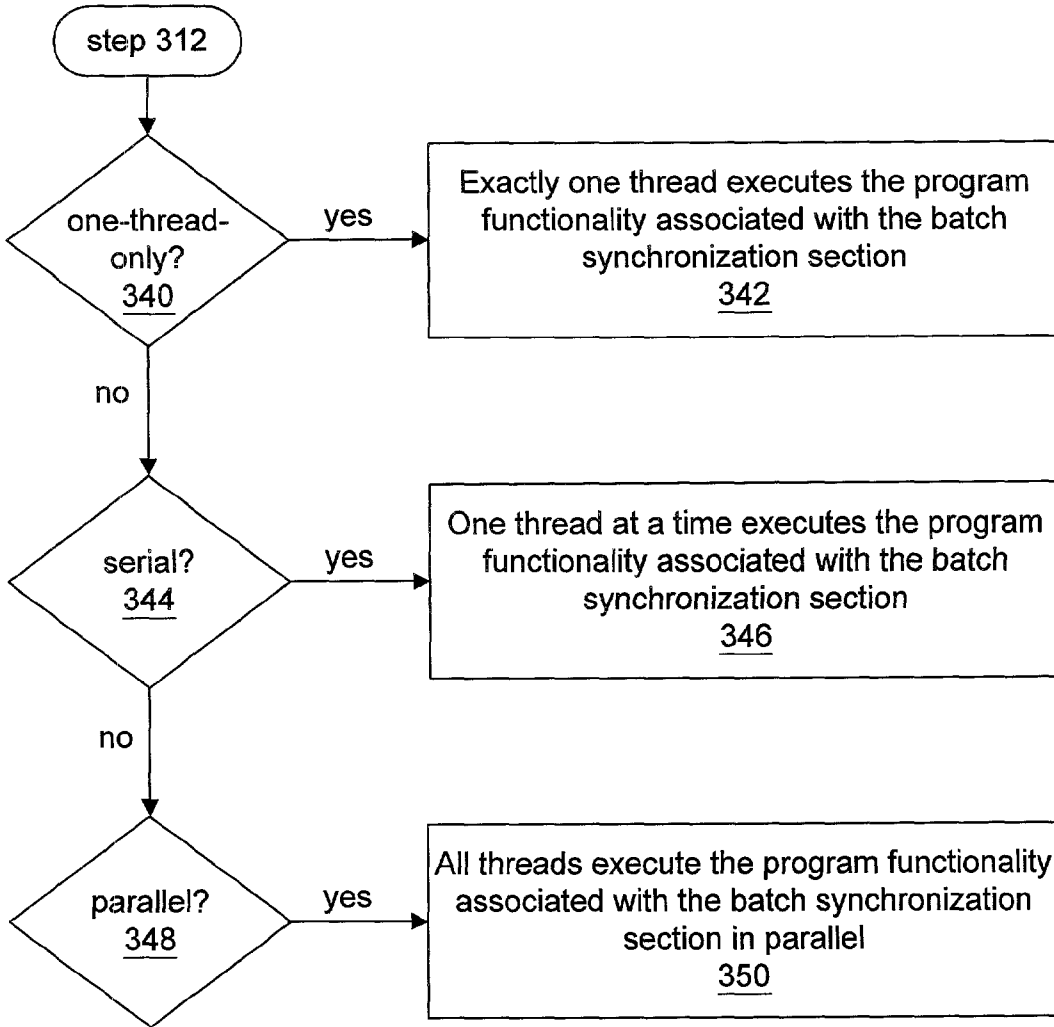 step 312
one-thread-
only?
340
yes
Exactly one thread executes the program
functionality associated with the batch
synchronization section
342
no
serial?
344
yes
One thread at a time executes the program
functionality associated with the batch
synchronization section
346
no
parallel?
348
yes
All threads execute the program functionality
associated with the batch synchronization
section in parallel
350